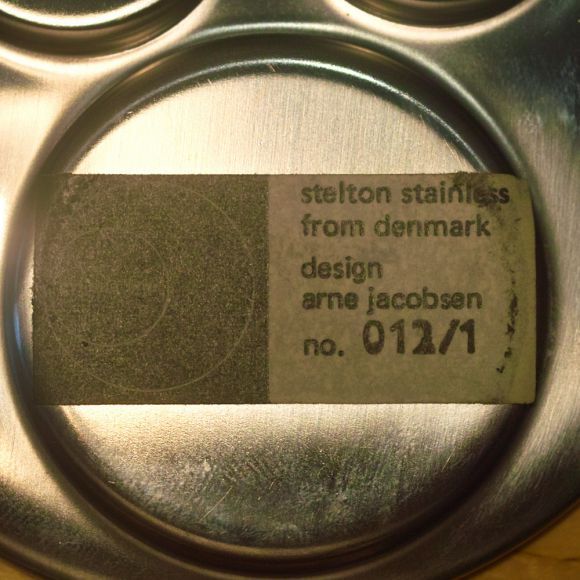 stelton stainless
from denmark
design
arne jacobsen
no. 012/1